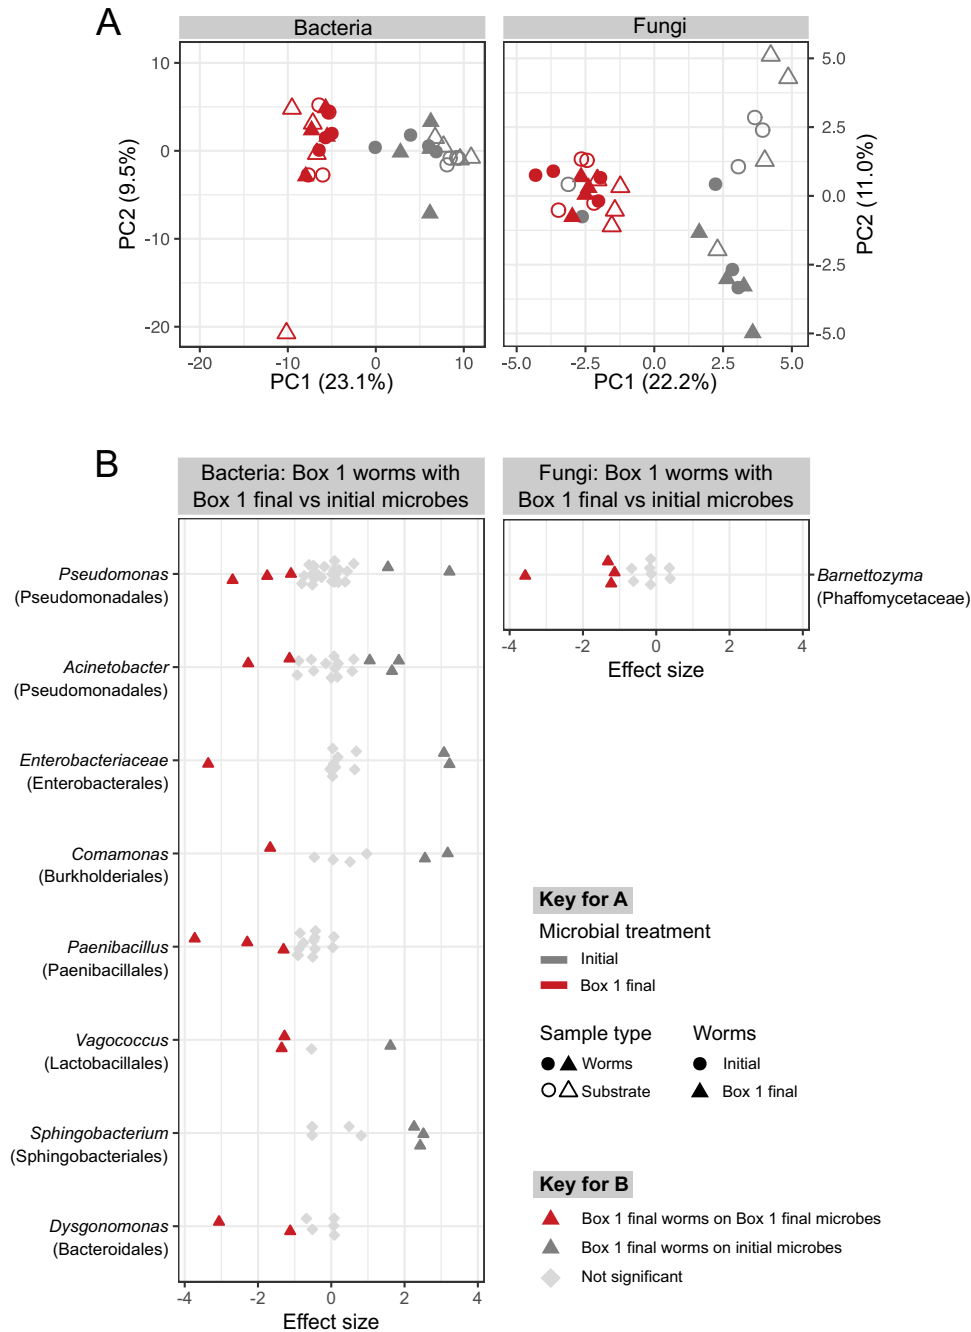 A
Bacteria
Fungi
10
0
-10
-20
PC2 (9.5%)
-20
-10
0
10
PC1 (23.1%)
5.0
2.5
0.0
-2.5
-5.0
PC2 (11.0%)
-5.0
-2.5
0.0
2.5
5.0
PC1 (22.2%)
B
Bacteria: Box 1 worms with
Box 1 final vs initial microbes
Fungi: Box 1 worms with
Box 1 final vs initial microbes
Pseudomonas
(Pseudomonadales)
Acinetobacter
(Pseudomonadales)
Enterobacteriaceae
(Enterobacterales)
Comamonas
(Burkholderiales)
Paenibacillus
(Paenibacillales)
Vagococcus
(Lactobacillales)
Sphingobacterium
(Sphingobacteriales)
Dysgonomonas
(Bacteroidales)
-4
-2
0
2
4
Effect size
Barnettozyma
(Phaffomycetaceae)
-4
-2
0
2
4
Effect size
Key for A
Microbial treatment
Initial
Box 1 final
Sample type
Worms
Worms
Initial
Substrate
Box 1 final
Key for B
Box 1 final worms on Box 1 final microbes
Box 1 final worms on initial microbes
Not significant